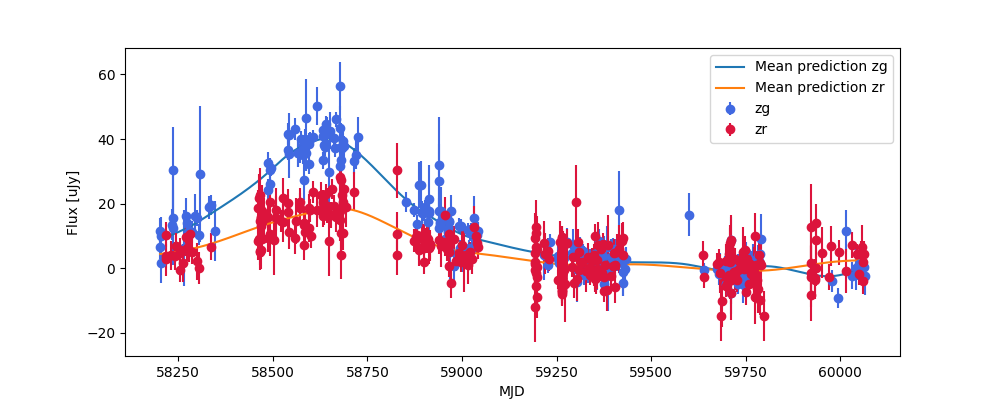 Mean prediction zg
Mean prediction zr
zg
zr
60
40
20
0
−20
Flux [uJy]
58250 58500 58750 59000 59250 59500 59750 60000
MJD